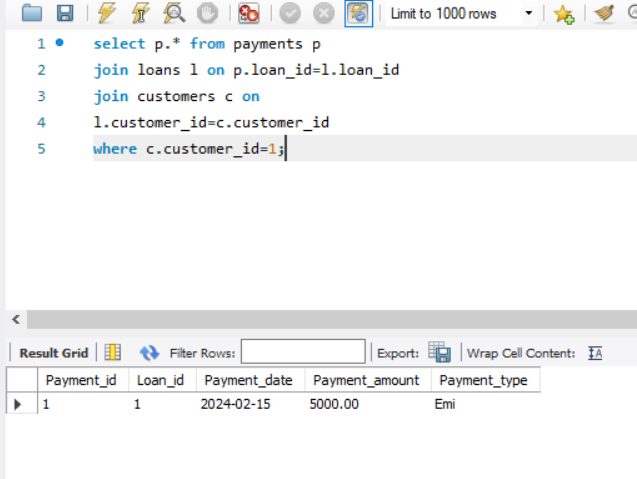 Limit to 1000 rows
1 select p.* from payments p
2 join loans l on p.loan_id=l.loan_id
3 join customers c on
4 l.customer_id=c.customer_id
5 where c.customer_id=1;
Result Grid Filter Rows: Export: Wrap Cell Content: IA
Payment_id Loan_id Payment_date Payment_amount Payment_type
1 1 2024-02-15 5000.00 Emi